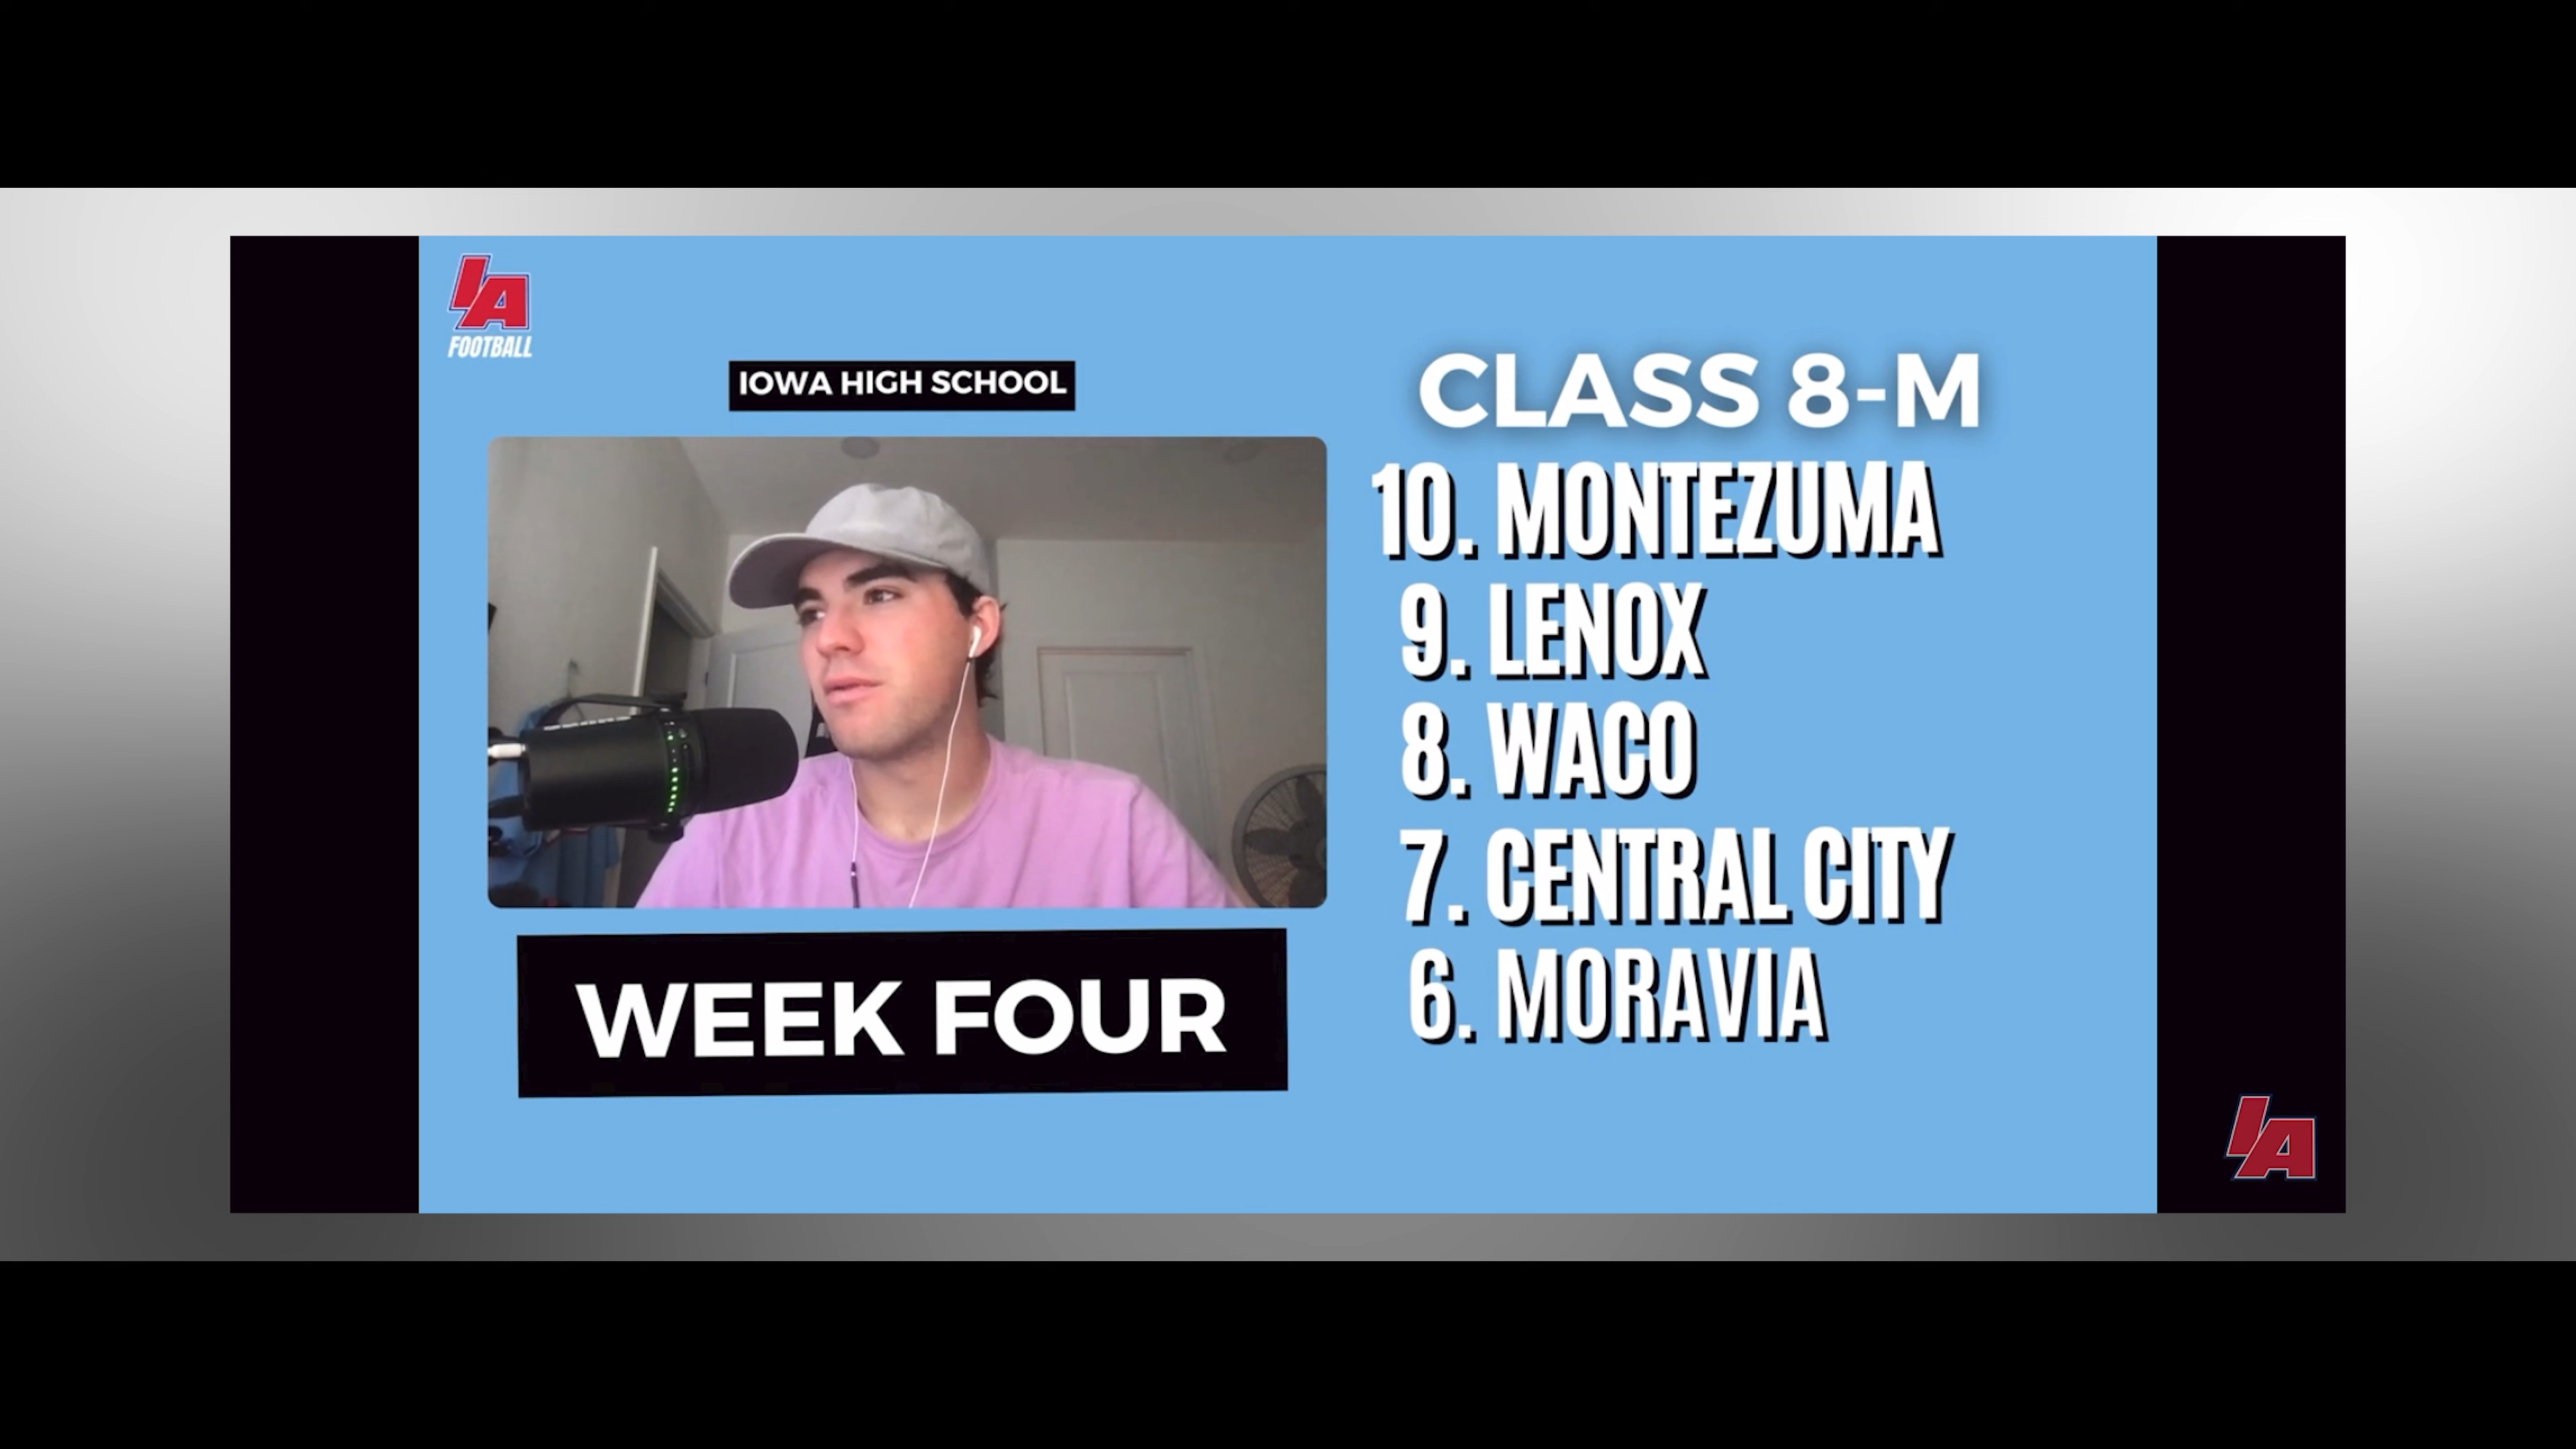 IA
FOOTBALL
IOWA HIGH SCHOOL
WEEK FOUR
CLASS 8-M
10. MONTEZUMA
9. LENOX
8. WACO
7. CENTRAL CITY
6. MORAVIA
IA